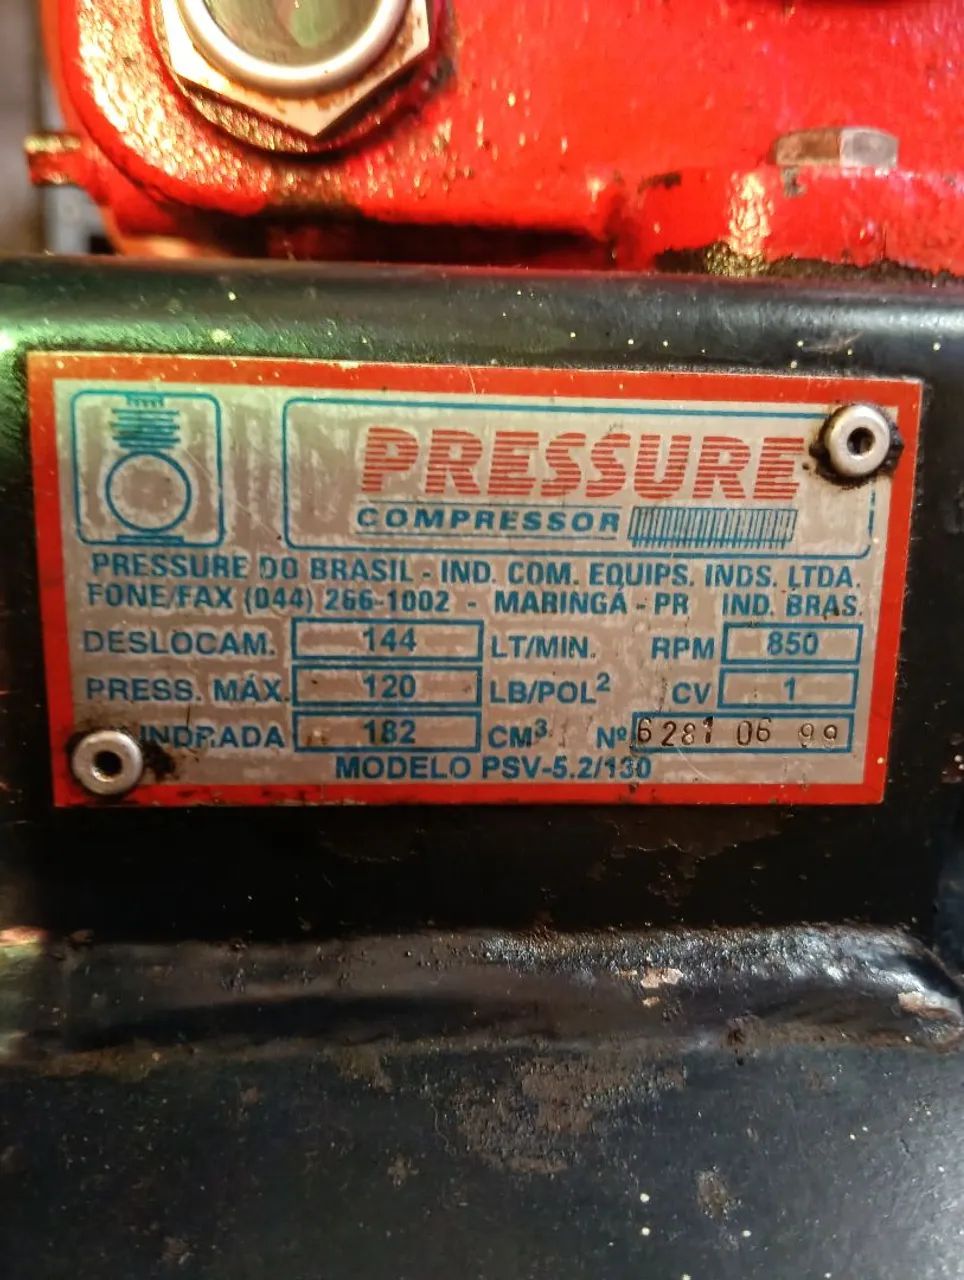 PRESSURE
COMPRESSOR
PRESSURE DO BRASIL - IND. COM. EQUIPS. INDS. LTDA.
FONE/FAX (044) 266-1002 - MARINGÁ - PR IND. BRAS.
DESLOCAM. 144 LT/MIN. RPM 850
PRESS. MÁX. 120 LB/POL² CV 1
INDRADA 182 CM³ Nº 6281 06 99
MODELO PSV-5.2/130